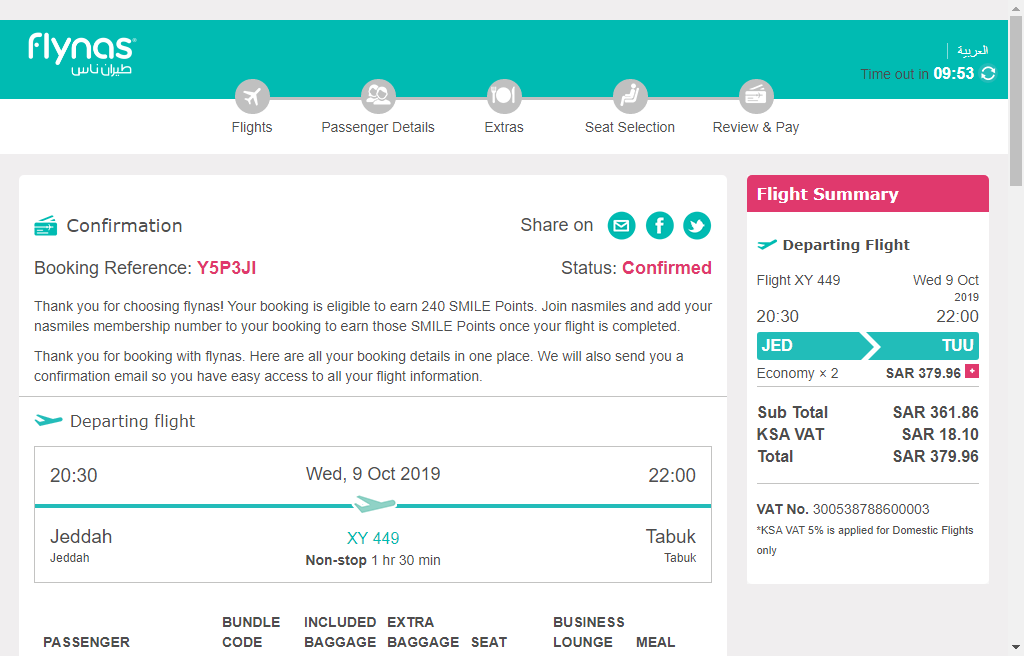 flynas
طيران ناس
العربية
Time out in 09:53
Flights
Passenger Details
Extras
Seat Selection
Review & Pay
Confirmation
Share on
Booking Reference: Y5P3JI
Status: Confirmed
Thank you for choosing flynas! Your booking is eligible to earn 240 SMILE Points. Join nasmiles and add your
nasmiles membership number to your booking to earn those SMILE Points once your flight is completed.
Thank you for booking with flynas. Here are all your booking details in one place. We will also send you a
confirmation email so you have easy access to all your flight information.
Departing flight
20:30 Wed, 9 Oct 2019 22:00
Jeddah XY 449 Tabuk
Jeddah Non-stop 1 hr 30 min Tabuk
BUNDLE INCLUDED EXTRA BUSINESS
PASSENGER CODE BAGGAGE BAGGAGE SEAT LOUNGE MEAL
Flight Summary
Departing Flight
Flight XY 449 Wed 9 Oct
2019
20:30 22:00
JED TUU
Economy × 2 SAR 379.96 +
Sub Total SAR 361.86
KSA VAT SAR 18.10
Total SAR 379.96
VAT No. 300538788600003
*KSA VAT 5% is applied for Domestic Flights
only